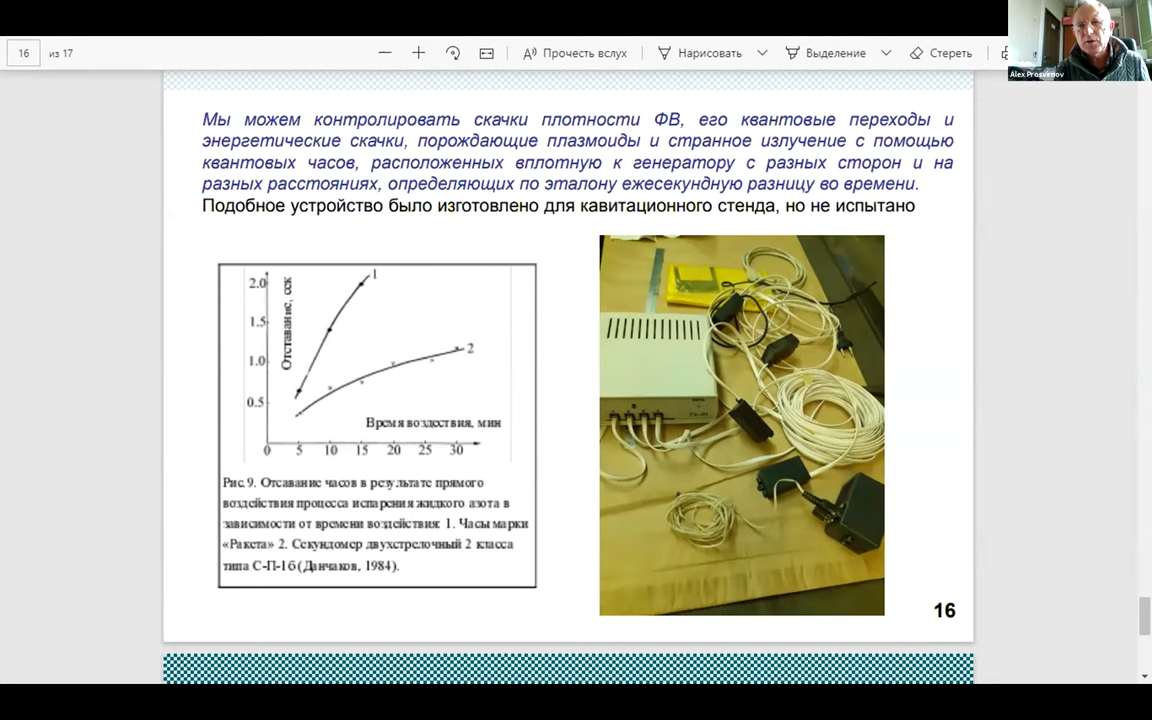 16 из 17
Прочесть вслух
Нарисовать
Выделение
Стереть
Alex Prosvirnov
Мы можем контролировать скачки плотности ФВ, его квантовые переходы и
энергетические скачки, порождающие плазмоиды и странное излучение с помощью
квантовых часов, расположенных вплотную к генератору с разных сторон и на
разных расстояниях, определяющих по эталону ежесекундную разницу во времени.
Подобное устройство было изготовлено для кавитационного стенда, но не испытано
2.0
1.5
1.0
0.5
0 5 10 15 20 25 30
Отставание, сек
1
2
Время воздествия, мин
Рис.9. Отсавание часов в результате прямого
воздействия процесса испарения жидкого азота в
зависимости от времени воздействия: 1. Часы марки
«Ракета» 2. Секундомер двухстрелочный 2 класса
типа С-П-1б (Данчаков, 1984).
16